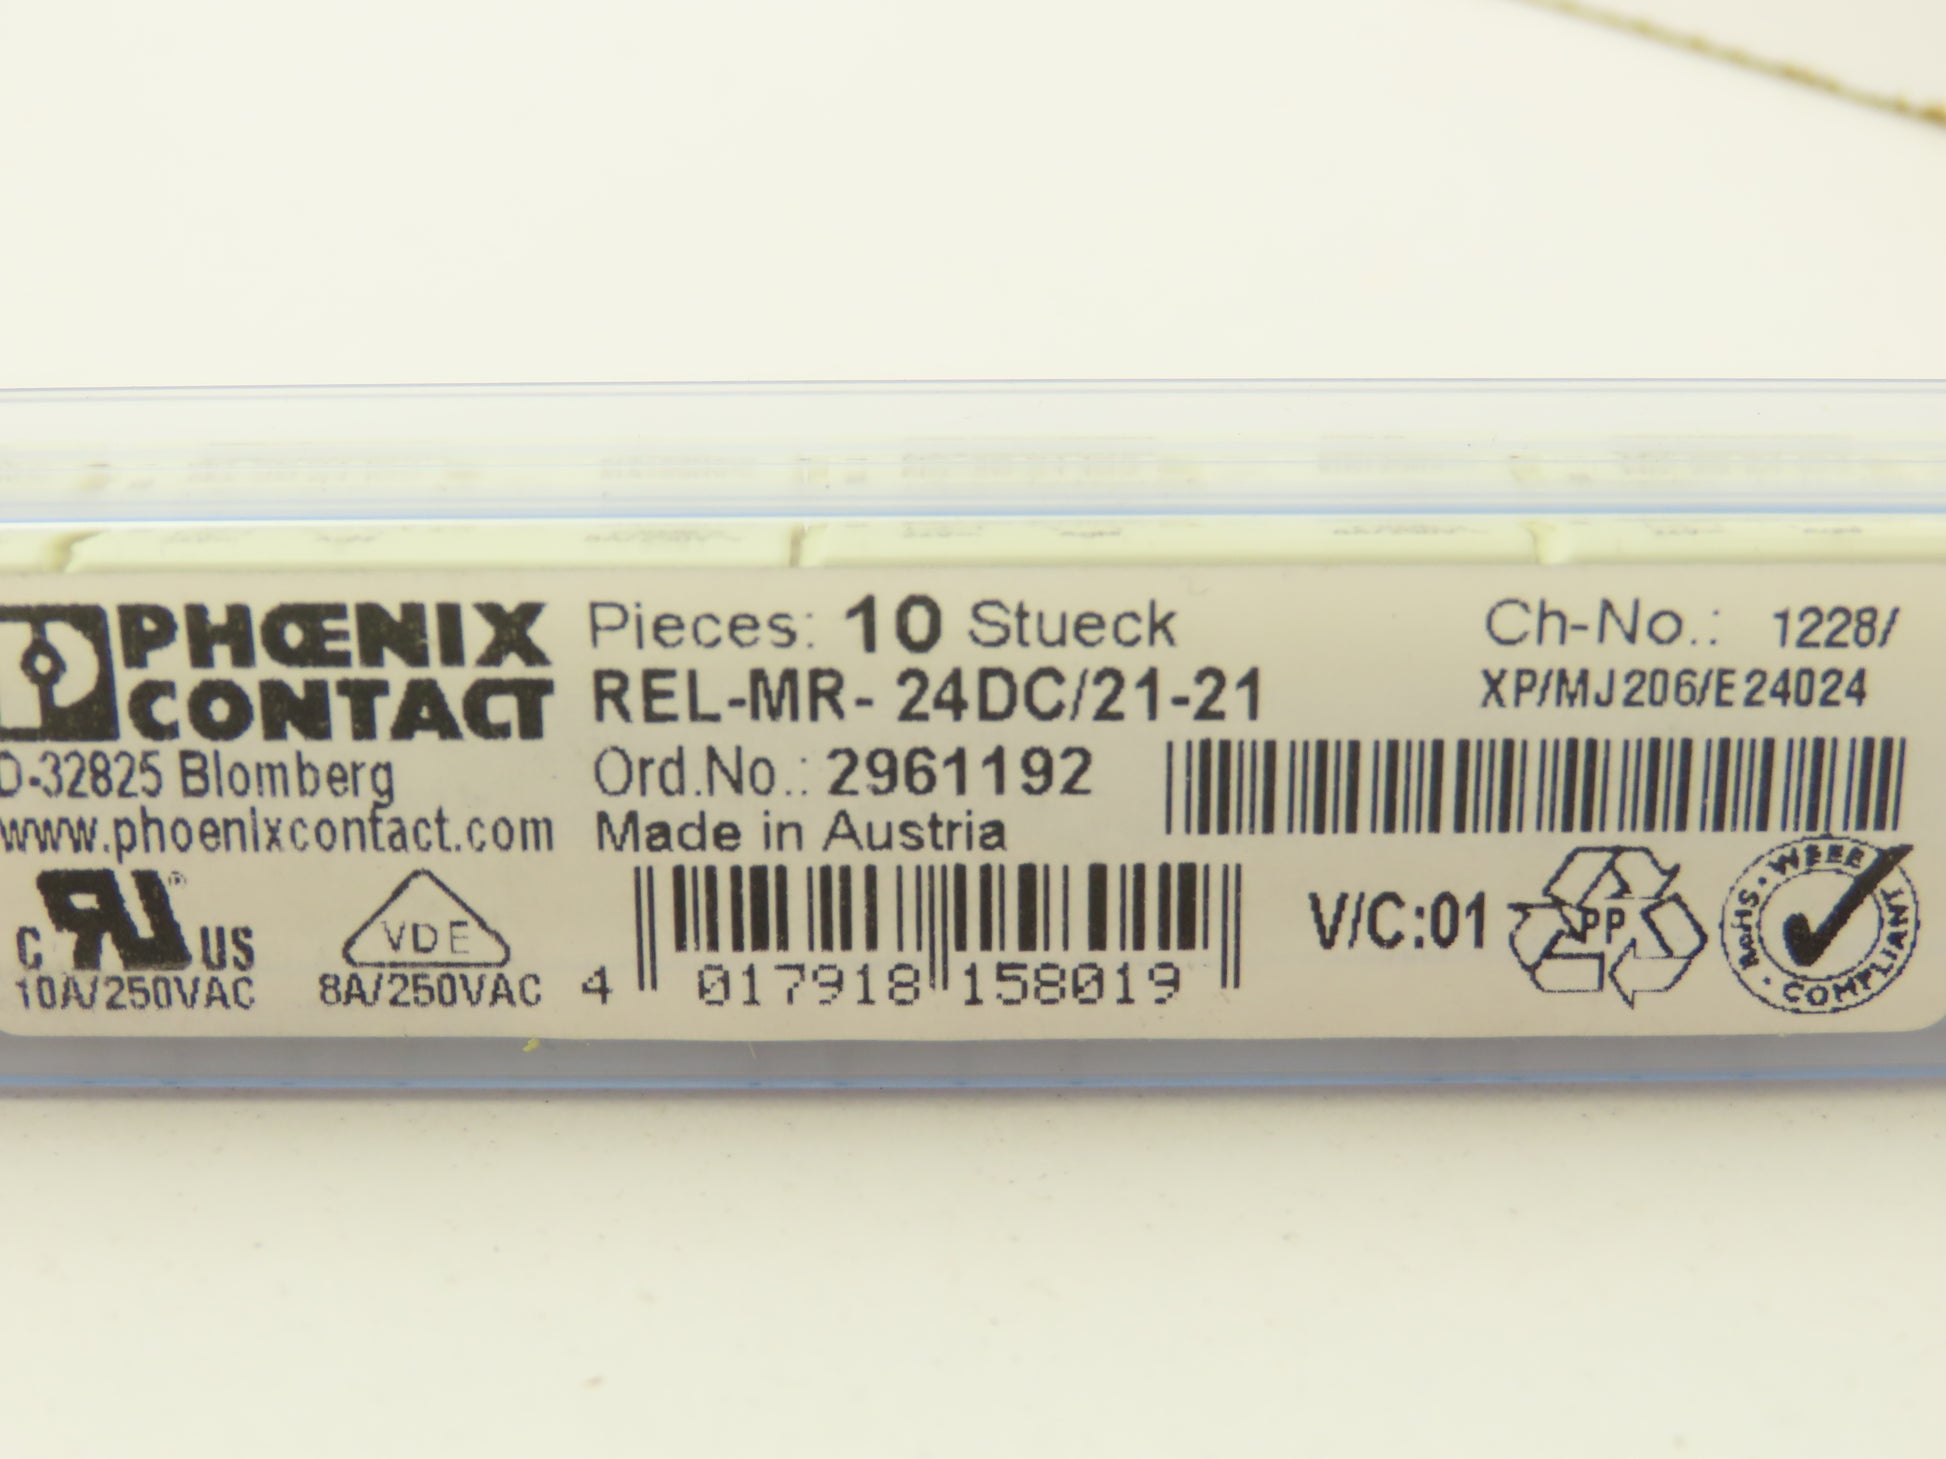 PHŒNIX
CONTACT
D-32825 Blomberg
www.phoenixcontact.com
c RU ® US
10A/250VAC
VDE
8A/250VAC
Pieces: 10 Stueck
REL-MR- 24DC/21-21
Ord.No.: 2961192
Made in Austria
4 017918 158019
Ch-No.: 1228/
XP/MJ206/E24024
V/C:01
PP
RoHS • WEEE
• COMPLIANT